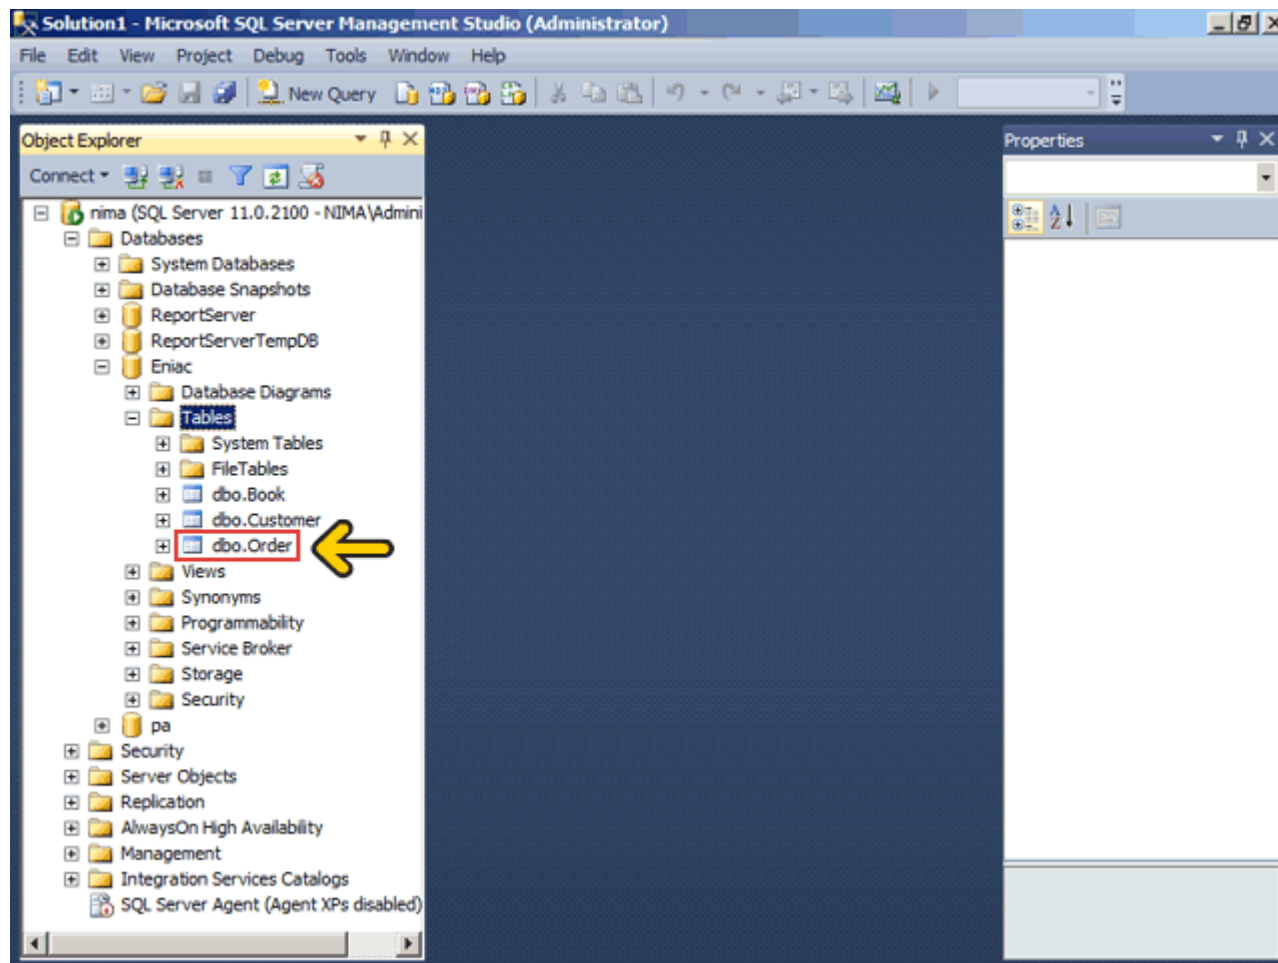 Solution1 - Microsoft SQL Server Management Studio (Administrator)
File Edit View Project Debug Tools Window Help
New Query
Object Explorer
Connect
nima (SQL Server 11.0.2100 - NIMA\Admini
Databases
System Databases
Database Snapshots
ReportServer
ReportServerTempDB
Eniac
Database Diagrams
Tables
System Tables
FileTables
dbo.Book
dbo.Customer
dbo.Order
Views
Synonyms
Programmability
Service Broker
Storage
Security
pa
Security
Server Objects
Replication
AlwaysOn High Availability
Management
Integration Services Catalogs
SQL Server Agent (Agent XPs disabled)
Properties